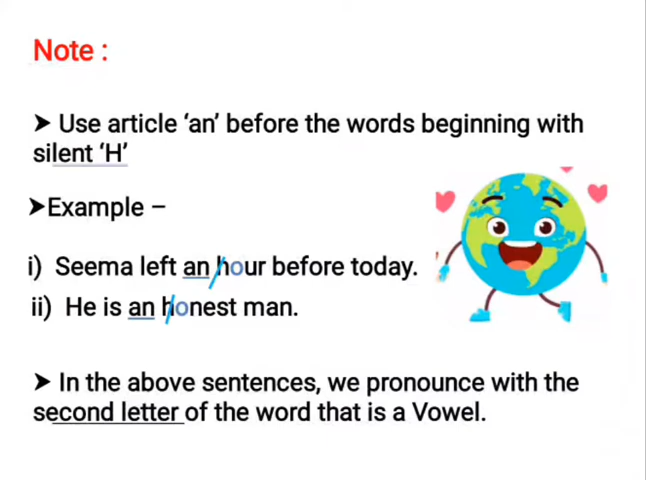 Note :
➤ Use article ‘an’ before the words beginning with
silent ‘H’
➤Example –
i) Seema left an hour before today.
ii) He is an honest man.
➤ In the above sentences, we pronounce with the
second letter of the word that is a Vowel.